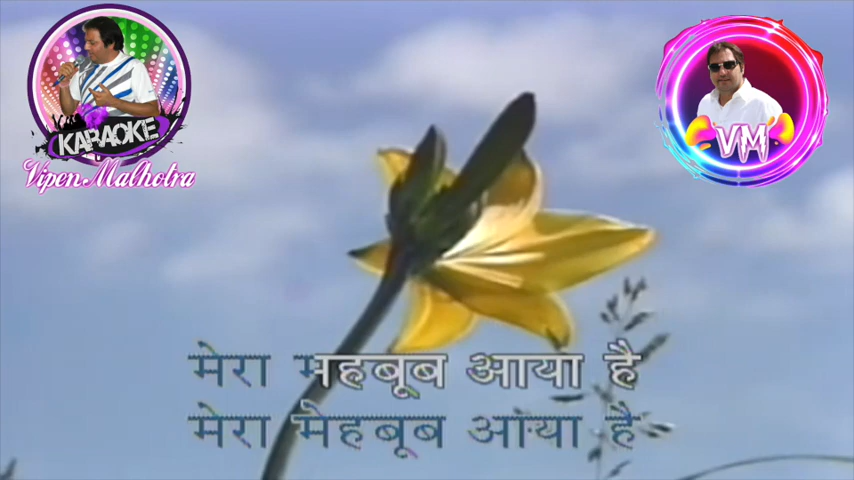 KARAOKE
Vipen Malhotra
VM
मेरा महबूब आया है
मेरा मेहबूब आया है